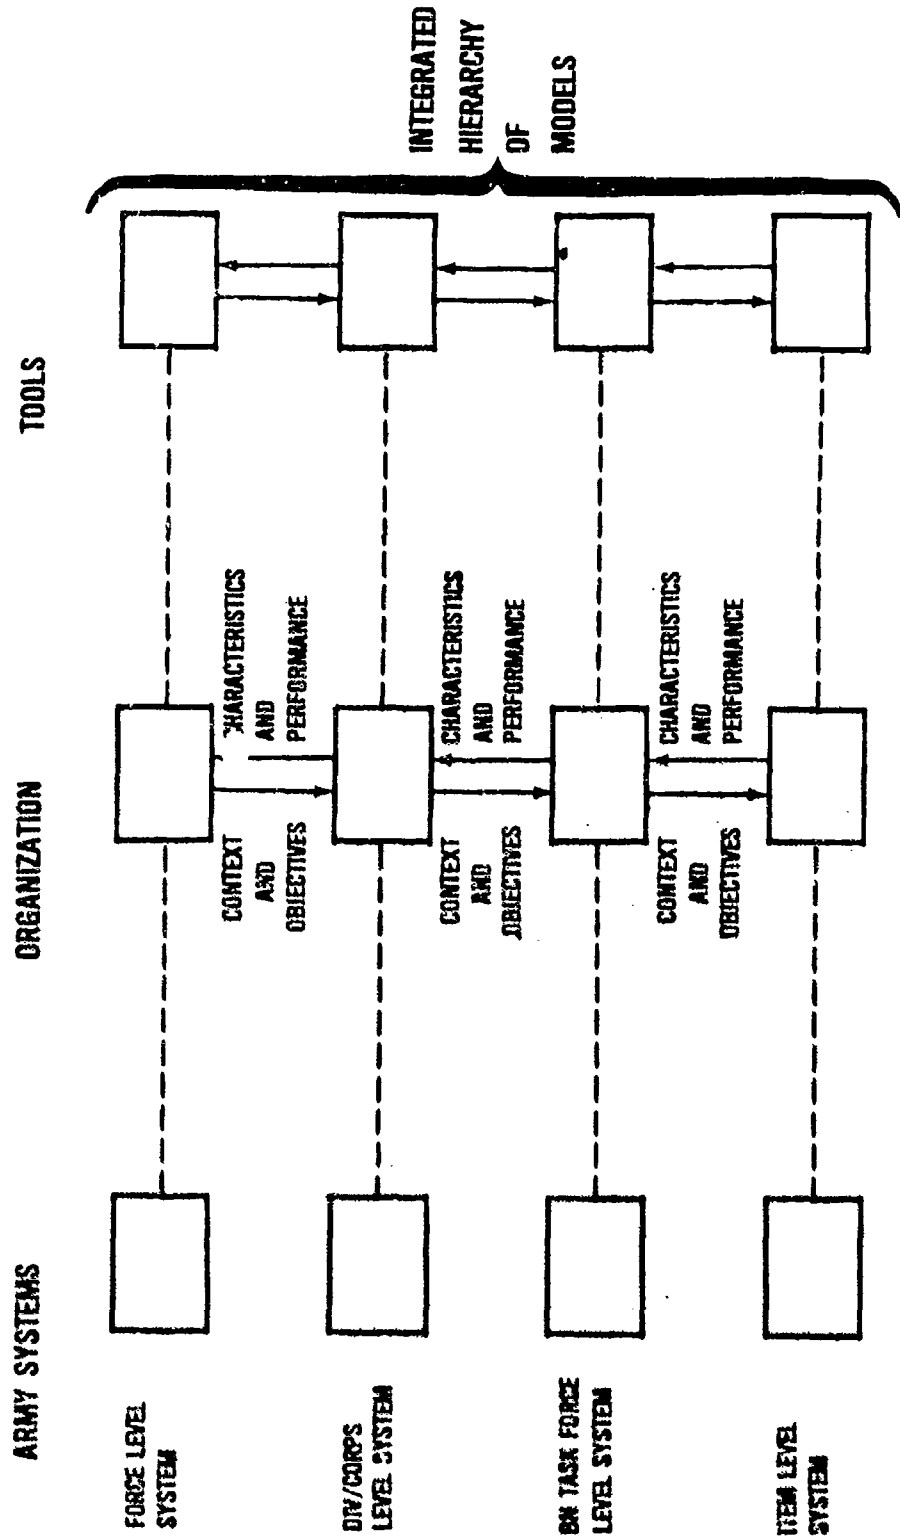 ARMY SYSTEMS
ORGANIZATION
TOOLS
FORCE LEVEL
SYSTEM
CONTEXT
AND
OBJECTIVES
CHARACTERISTICS
AND
PERFORMANCE
DIV/CORPS
LEVEL SYSTEM
CONTEXT
AND
OBJECTIVES
CHARACTERISTICS
AND
PERFORMANCE
BN TASK FORCE
LEVEL SYSTEM
CONTEXT
AND
OBJECTIVES
CHARACTERISTICS
AND
PERFORMANCE
ITEM LEVEL
SYSTEM
INTEGRATED
HIERARCHY
OF
MODELS